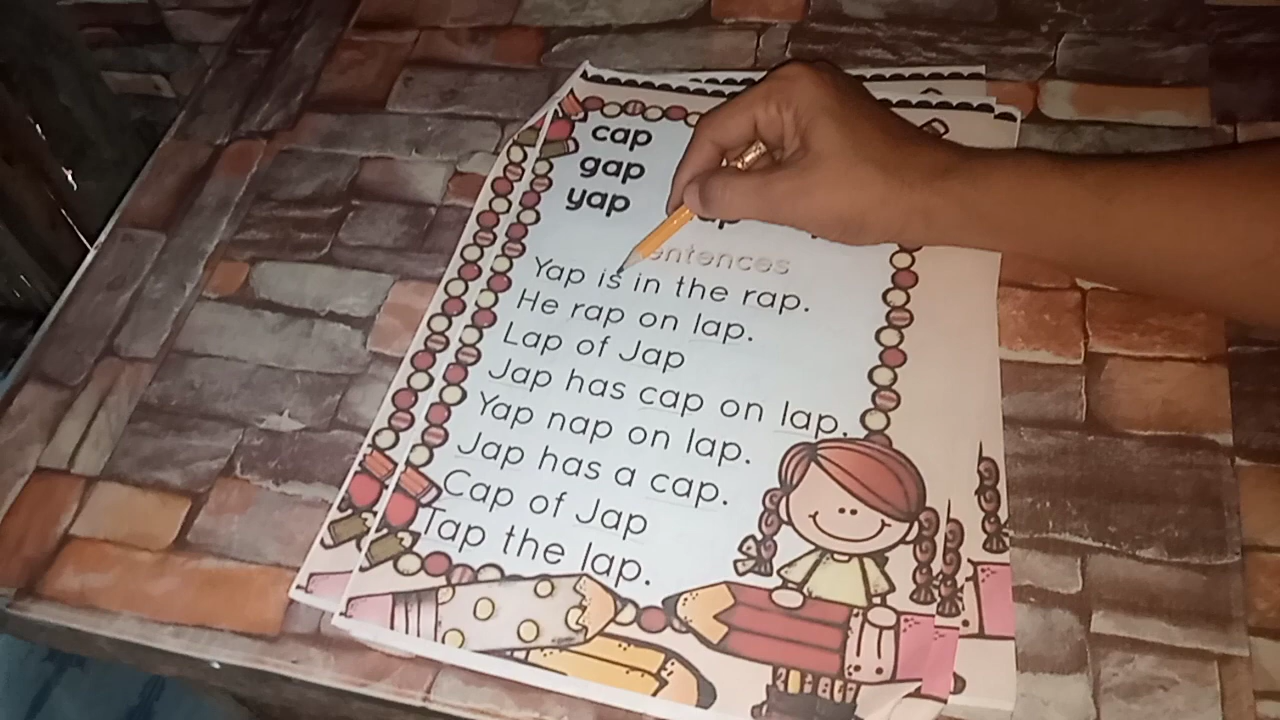 cap
gap
yap
entences
Yap is in the rap.
He rap on lap.
Lap of Jap
Jap has cap on lap.
Yap nap on lap.
Jap has a cap.
Cap of Jap
Tap the lap.